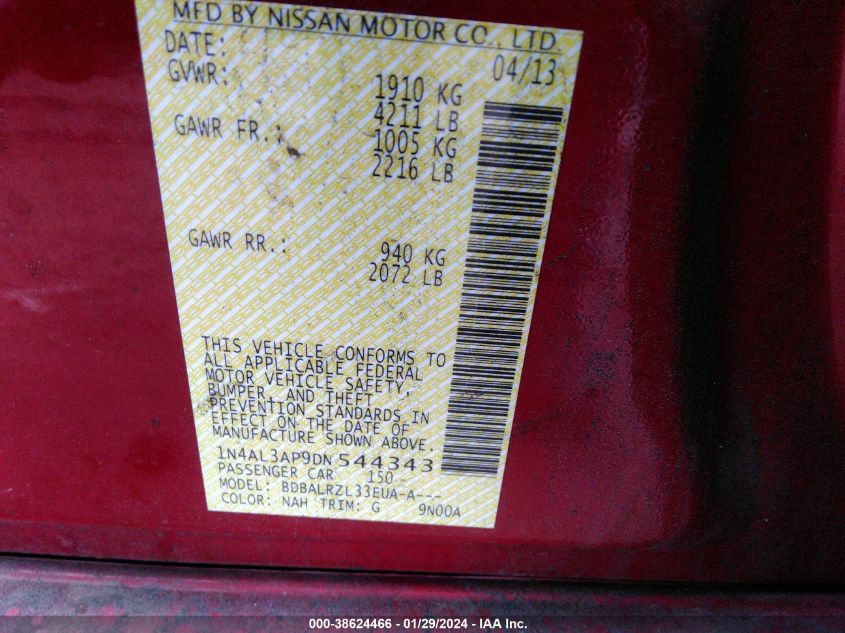 MFD BY NISSAN MOTOR CO., LTD.
DATE: 04/13
GVWR: 1910 KG
4211 LB
GAWR FR.: 1005 KG
2216 LB
GAWR RR.: 940 KG
2072 LB
THIS VEHICLE CONFORMS TO
ALL APPLICABLE FEDERAL
MOTOR VEHICLE SAFETY,
BUMPER, AND THEFT
PREVENTION STANDARDS IN
EFFECT ON THE DATE OF
MANUFACTURE SHOWN ABOVE.
1N4AL3AP9DN544343
PASSENGER CAR 150
MODEL: BDBALRZL33EUA-A---
COLOR: NAH TRIM: G 9N00A
000-38624466 - 01/29/2024 - IAA Inc.